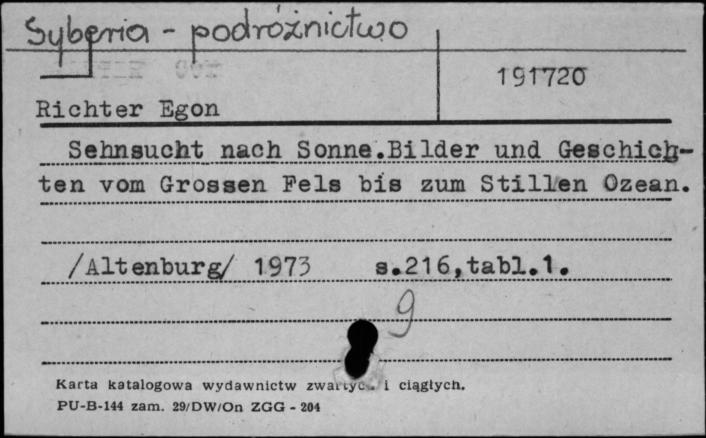 Syberia - podróżnictwo
191720
Richter Egon
Sehnsucht nach Sonne.Bilder und Geschich-
ten vom Grossen Fels bis zum Stillen Ozean.
/Altenburg/ 1973 s.216,tabl.1.
9
Karta katalogowa wydawnictw i ciągłych.
PU-B-144 zam. 29/DW/On ZGG - 204